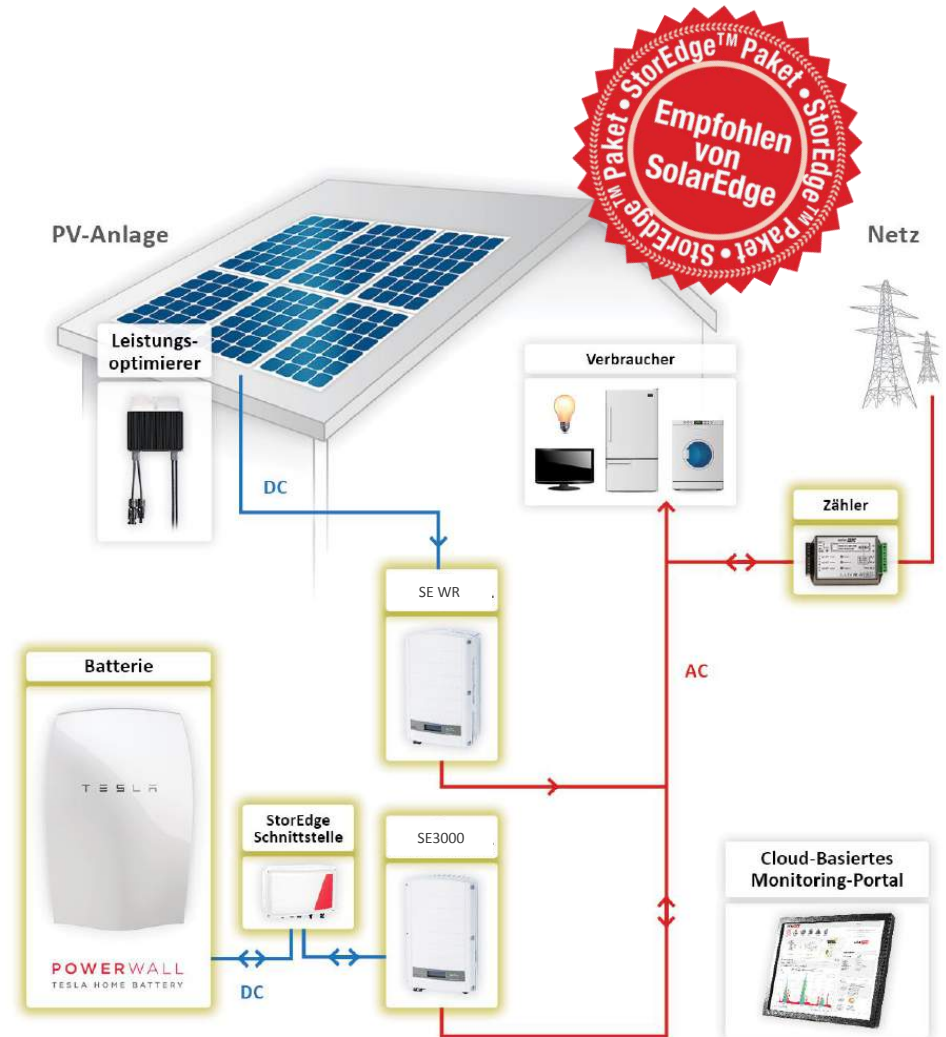 StorEdge™ Paket • StorEdge™ Paket • StorEdge™ Paket •
Empfohlen
von
SolarEdge
PV-Anlage
Netz
Leistungs-
optimierer
Verbraucher
DC
Zähler
SE WR
.
Batterie
AC
TESLA
StorEdge
Schnittstelle
SE3000
.
Cloud-Basiertes
Monitoring-Portal
POWERWALL
TESLA HOME BATTERY
DC